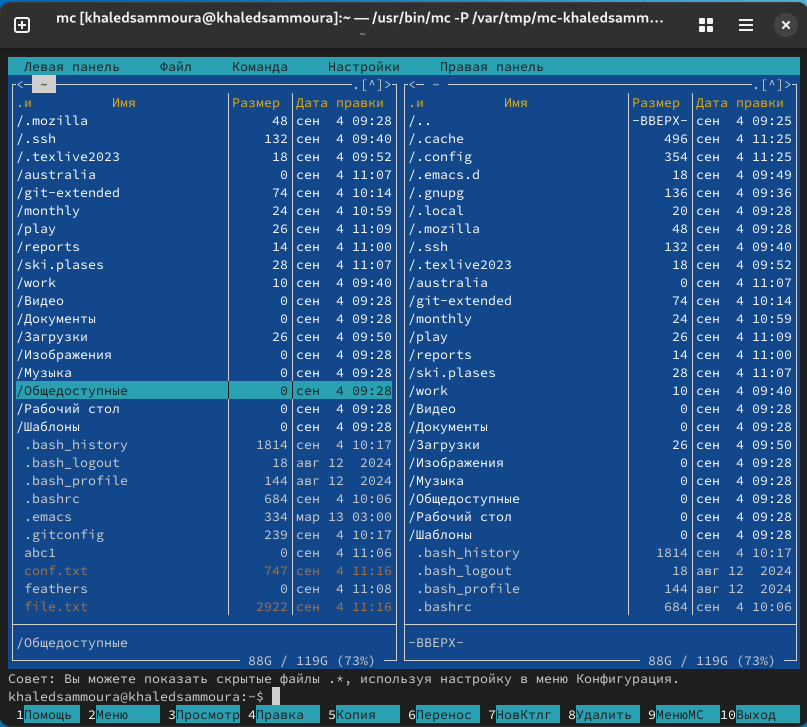 mc [khaledsammoura@khaledsammoura]:~ — /usr/bin/mc -P /var/tmp/mc-khaledsamm…
~
Левая панель Файл Команда Настройки Правая панель
<— ~ .[^]>
.и Имя Размер Дата правки
/.mozilla 48 сен 4 09:28
/.ssh 132 сен 4 09:40
/.texlive2023 18 сен 4 09:52
/australia 0 сен 4 11:07
/git-extended 74 сен 4 10:14
/monthly 24 сен 4 10:59
/play 26 сен 4 11:09
/reports 14 сен 4 11:00
/ski.plases 28 сен 4 11:07
/work 10 сен 4 09:40
/Видео 0 сен 4 09:28
/Документы 0 сен 4 09:28
/Загрузки 26 сен 4 09:50
/Изображения 0 сен 4 09:28
/Музыка 0 сен 4 09:28
/Общедоступные 0 сен 4 09:28
/Рабочий стол 0 сен 4 09:28
/Шаблоны 0 сен 4 09:28
.bash_history 1814 сен 4 10:17
.bash_logout 18 авг 12 2024
.bash_profile 144 авг 12 2024
.bashrc 684 сен 4 10:06
.emacs 334 мар 13 03:00
.gitconfig 239 сен 4 10:17
abc1 0 сен 4 11:06
conf.txt 747 сен 4 11:16
feathers 0 сен 4 11:08
file.txt 2922 сен 4 11:16
/Общедоступные
88G / 119G (73%)
<— ~ .[^]>
.и Имя Размер Дата правки
/.. -ВВЕРХ- сен 4 09:25
/.cache 496 сен 4 11:25
/.config 354 сен 4 11:25
/.emacs.d 18 сен 4 09:49
/.gnupg 136 сен 4 09:36
/.local 20 сен 4 09:28
/.mozilla 48 сен 4 09:28
/.ssh 132 сен 4 09:40
/.texlive2023 18 сен 4 09:52
/australia 0 сен 4 11:07
/git-extended 74 сен 4 10:14
/monthly 24 сен 4 10:59
/play 26 сен 4 11:09
/reports 14 сен 4 11:00
/ski.plases 28 сен 4 11:07
/work 10 сен 4 09:40
/Видео 0 сен 4 09:28
/Документы 0 сен 4 09:28
/Загрузки 26 сен 4 09:50
/Изображения 0 сен 4 09:28
/Музыка 0 сен 4 09:28
/Общедоступные 0 сен 4 09:28
/Рабочий стол 0 сен 4 09:28
/Шаблоны 0 сен 4 09:28
.bash_history 1814 сен 4 10:17
.bash_logout 18 авг 12 2024
.bash_profile 144 авг 12 2024
.bashrc 684 сен 4 10:06
-ВВЕРХ-
88G / 119G (73%)
Совет: Вы можете показать скрытые файлы .*, используя настройку в меню Конфигурация.
khaledsammoura@khaledsammoura:~$
1Помощь 2Меню 3Просмотр 4Правка 5Копия 6Перенос 7НовКтлг 8Удалить 9МенюМС 10Выход